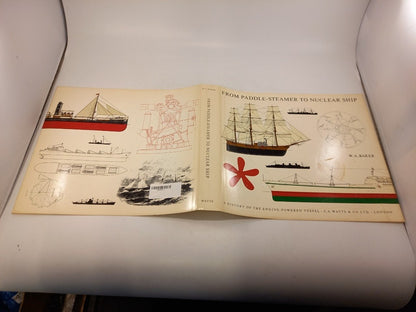 FROM PADDLE-STEAMER TO NUCLEAR SHIP
W. A. BAKER
A HISTORY OF THE ENGINE-POWERED VESSEL · C.A WATTS & CO LTD · LONDON
FROM PADDLE-STEAMER TO NUCLEAR SHIP
WATTS